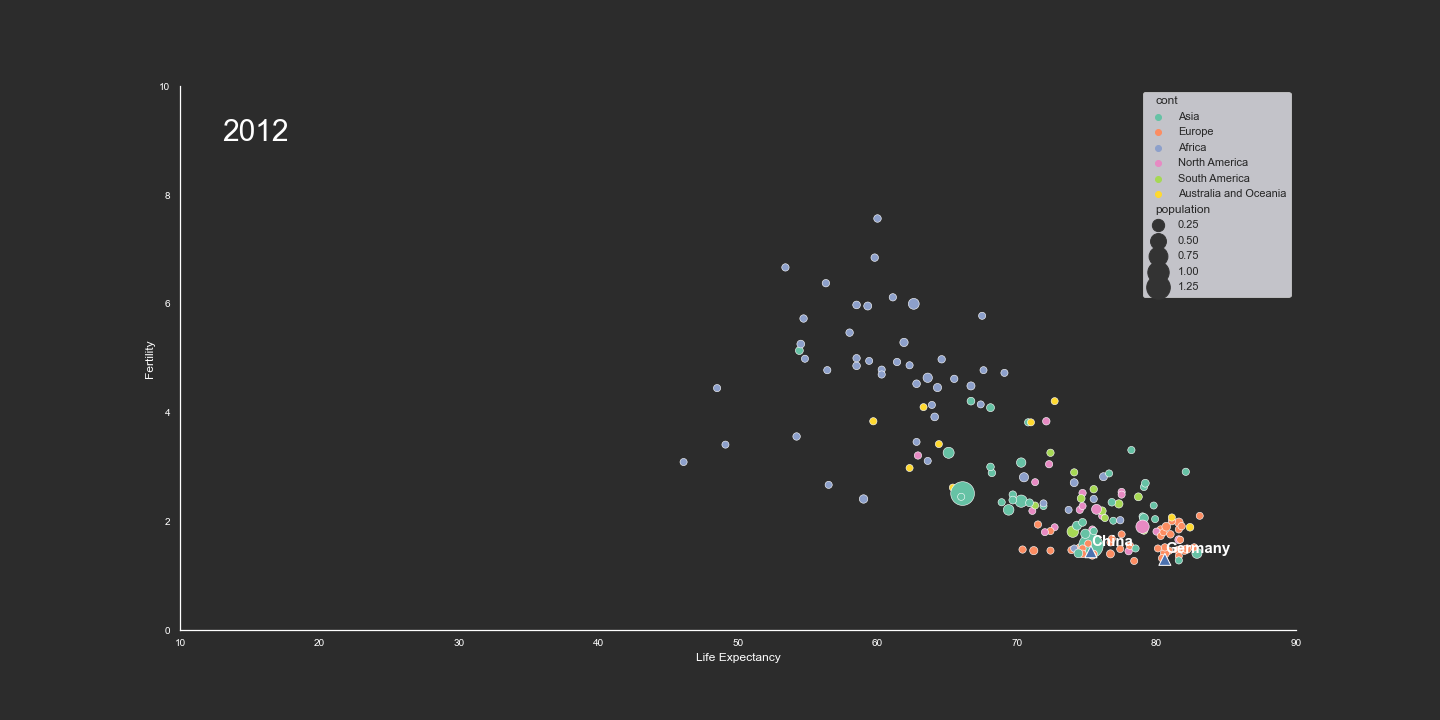 2012
10
8
6
4
2
0
Fertility
10 20 30 40 50 60 70 80 90
Life Expectancy
cont
Asia
Europe
Africa
North America
South America
Australia and Oceania
population
0.25
0.50
0.75
1.00
1.25
China
Germany